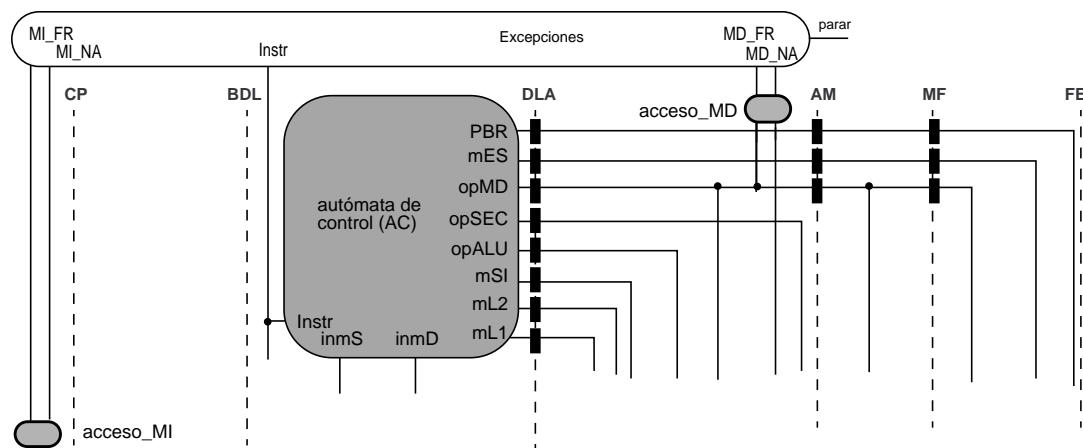 parar
MI_FR
MI_NA
Instr
Excepciones
MD_FR
MD_NA
CP
BDL
DLA
acceso_MD
AM
MF
FE
PBR
mES
opMD
autómata de
control (AC)
opSEC
opALU
mSI
mL2
mL1
Instr
inmS
inmD
acceso_MI